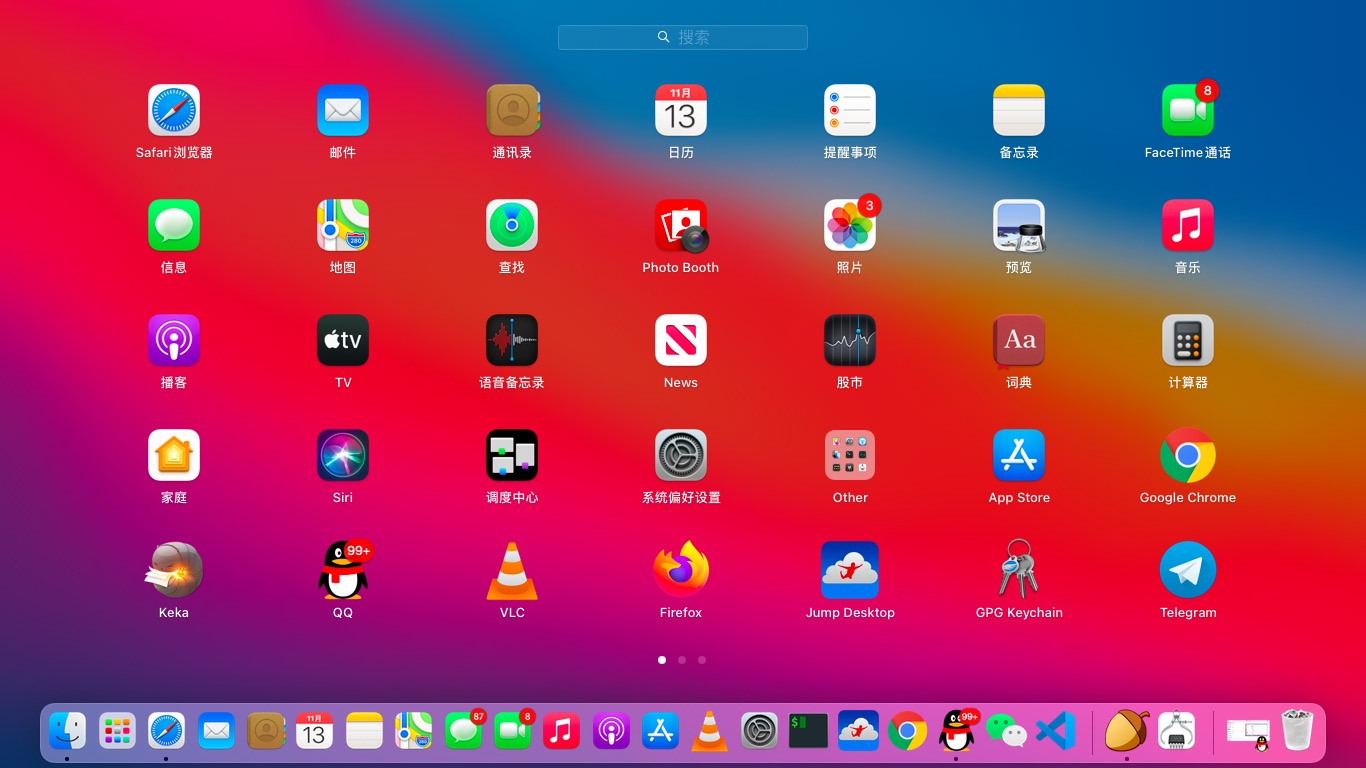 搜索
11月
13
8
Safari浏览器
邮件
通讯录
日历
提醒事项
备忘录
FaceTime通话
280
3
信息
地图
查找
Photo Booth
照片
预览
音乐
tv
Aa
播客
TV
语音备忘录
News
股市
词典
计算器
家庭
Siri
调度中心
系统偏好设置
Other
App Store
Google Chrome
99+
Keka
QQ
VLC
Firefox
Jump Desktop
GPG Keychain
Telegram
11月
13
280
87
8
$
99+